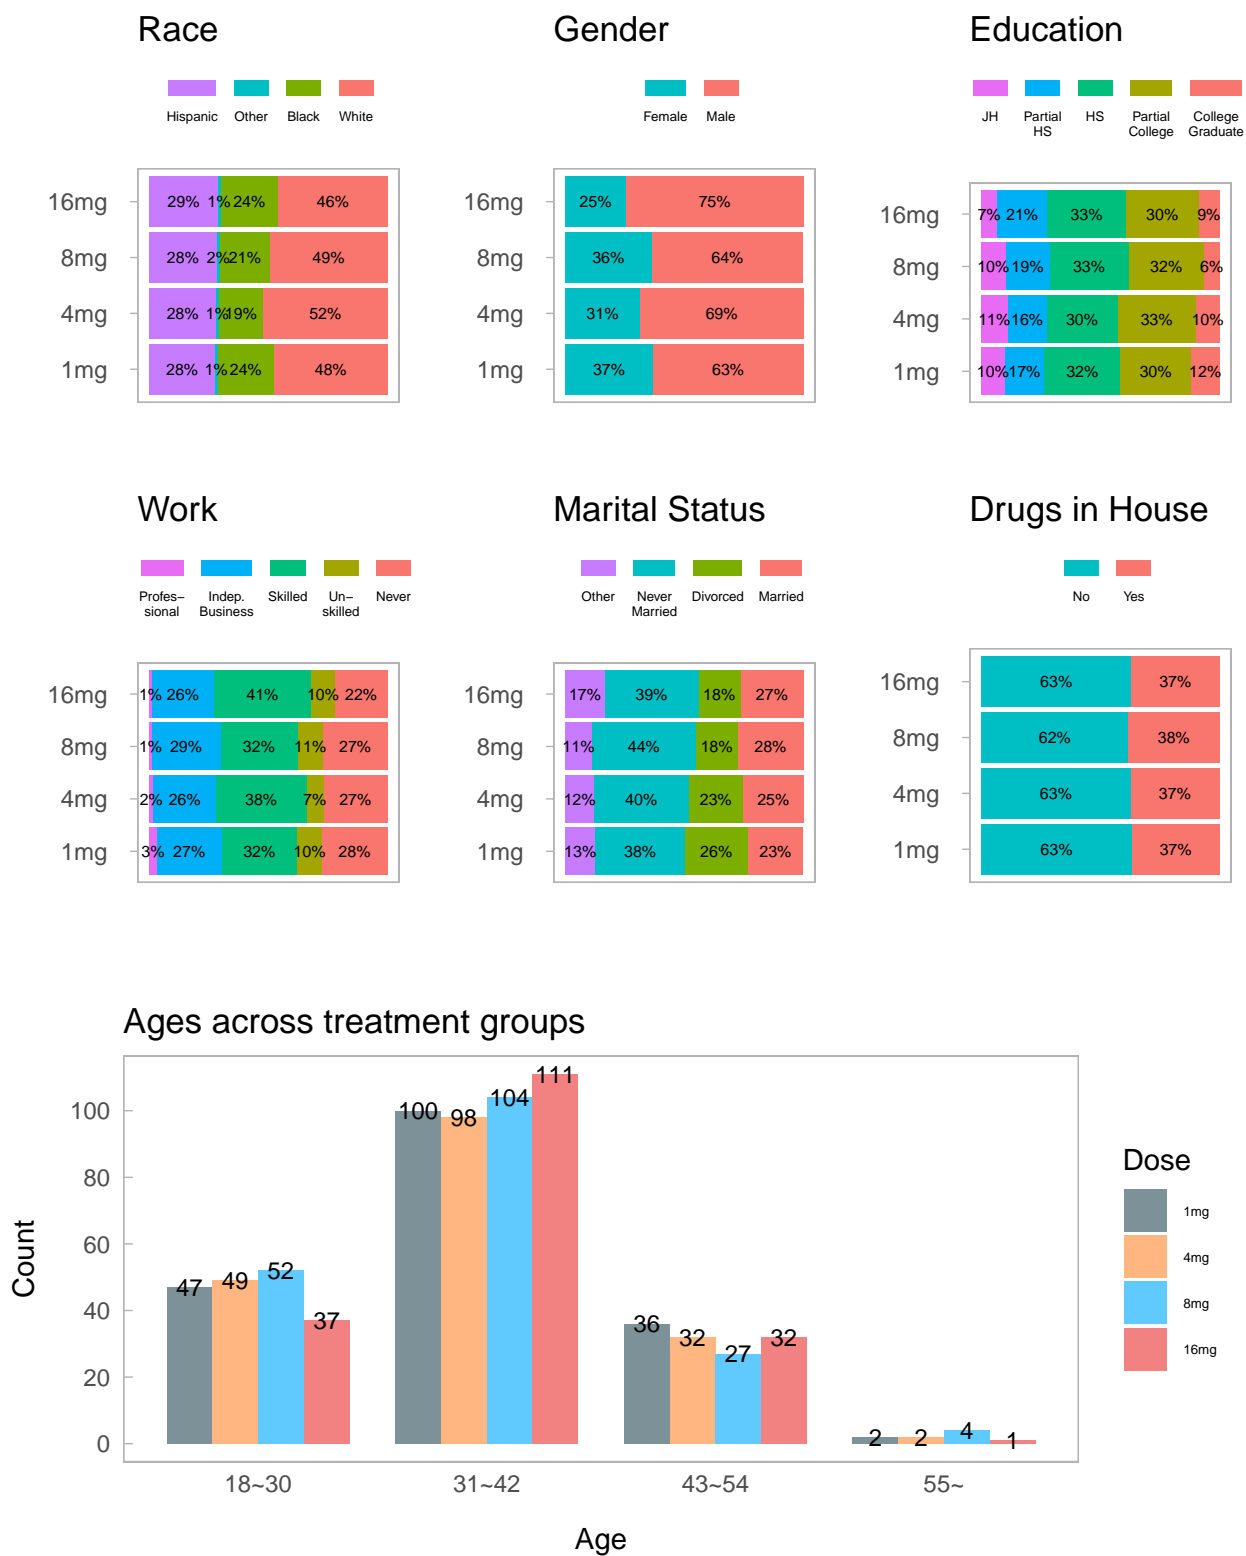 Race
Gender
Education
Hispanic Other Black White
Female Male
JH Partial HS HS Partial College College Graduate
16mg 29% 1% 24% 46%
8mg 28% 2% 21% 49%
4mg 28% 1% 19% 52%
1mg 28% 1% 24% 48%
16mg 25% 75%
8mg 36% 64%
4mg 31% 69%
1mg 37% 63%
16mg 7% 21% 33% 30% 9%
8mg 10% 19% 33% 32% 6%
4mg 11% 16% 30% 33% 10%
1mg 10% 17% 32% 30% 12%
Work
Marital Status
Drugs in House
Profes− sional Indep. Business Skilled Un− skilled Never
Other Never Married Divorced Married
No Yes
16mg 1% 26% 41% 10% 22%
8mg 1% 29% 32% 11% 27%
4mg 2% 26% 38% 7% 27%
1mg 3% 27% 32% 10% 28%
16mg 17% 39% 18% 27%
8mg 11% 44% 18% 28%
4mg 12% 40% 23% 25%
1mg 13% 38% 26% 23%
16mg 63% 37%
8mg 62% 38%
4mg 63% 37%
1mg 63% 37%
Ages across treatment groups
Count
100
80
60
40
20
0
47 49 52 37
100 98 104 111
36 32 27 32
2 2 4 1
18~30 31~42 43~54 55~
Age
Dose
1mg
4mg
8mg
16mg